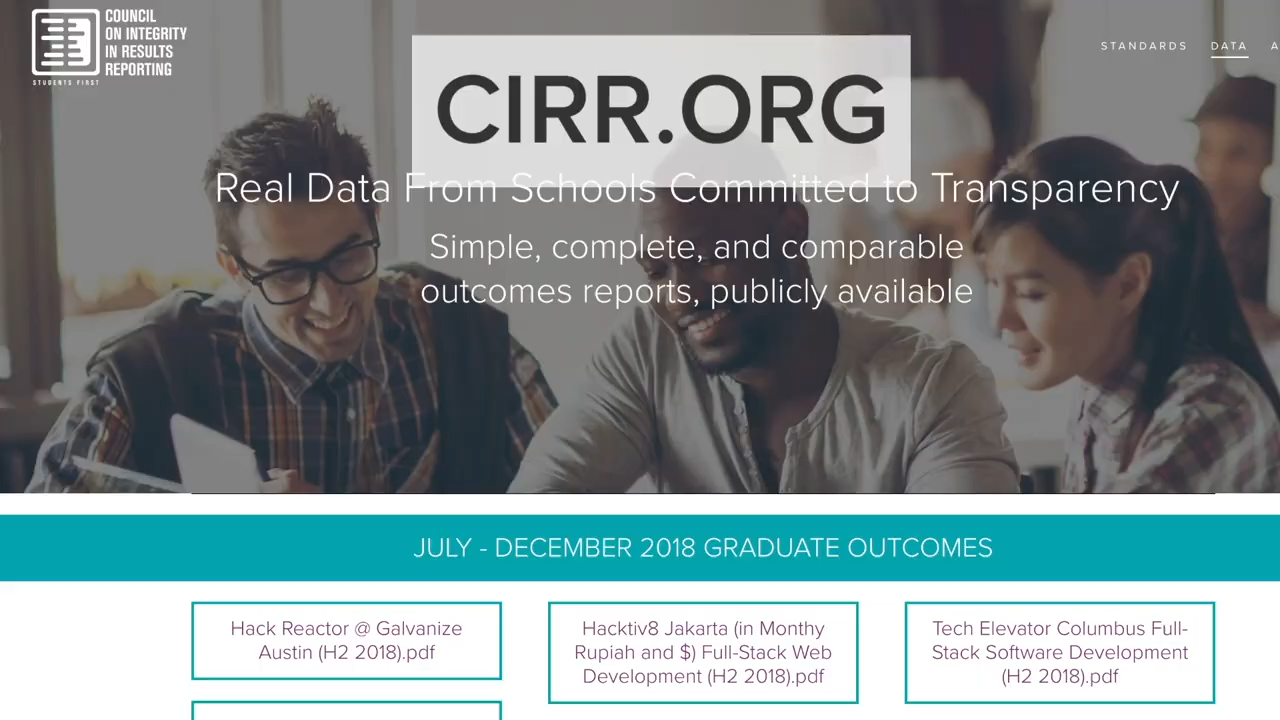 COUNCIL
ON INTEGRITY
IN RESULTS
REPORTING
STUDENTS FIRST
STANDARDS DATA A
CIRR.ORG
Real Data From Schools Committed to Transparency
Simple, complete, and comparable
outcomes reports, publicly available
JULY - DECEMBER 2018 GRADUATE OUTCOMES
Hack Reactor @ Galvanize
Austin (H2 2018).pdf
Hacktiv8 Jakarta (in Monthy
Rupiah and $) Full-Stack Web
Development (H2 2018).pdf
Tech Elevator Columbus Full-
Stack Software Development
(H2 2018).pdf